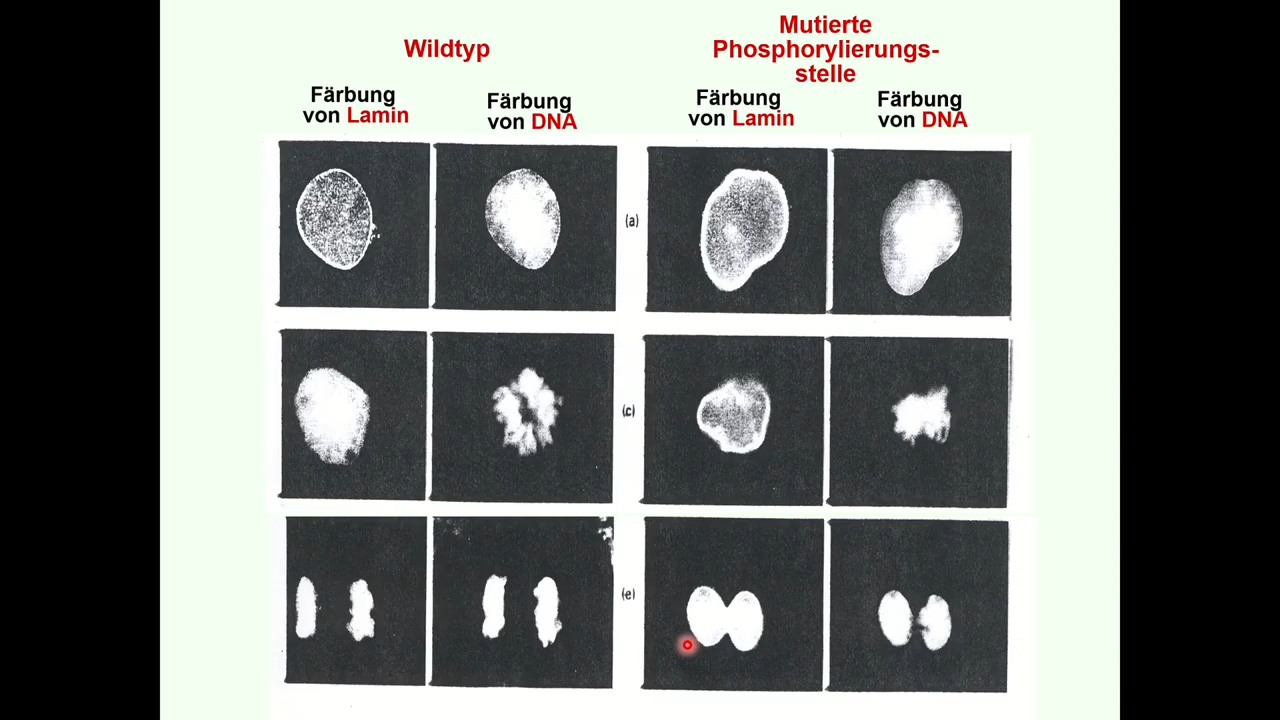 Wildtyp
Mutierte
Phosphorylierungs-
stelle
Färbung
von Lamin
Färbung
von DNA
Färbung
von Lamin
Färbung
von DNA
(a)
(c)
(e)